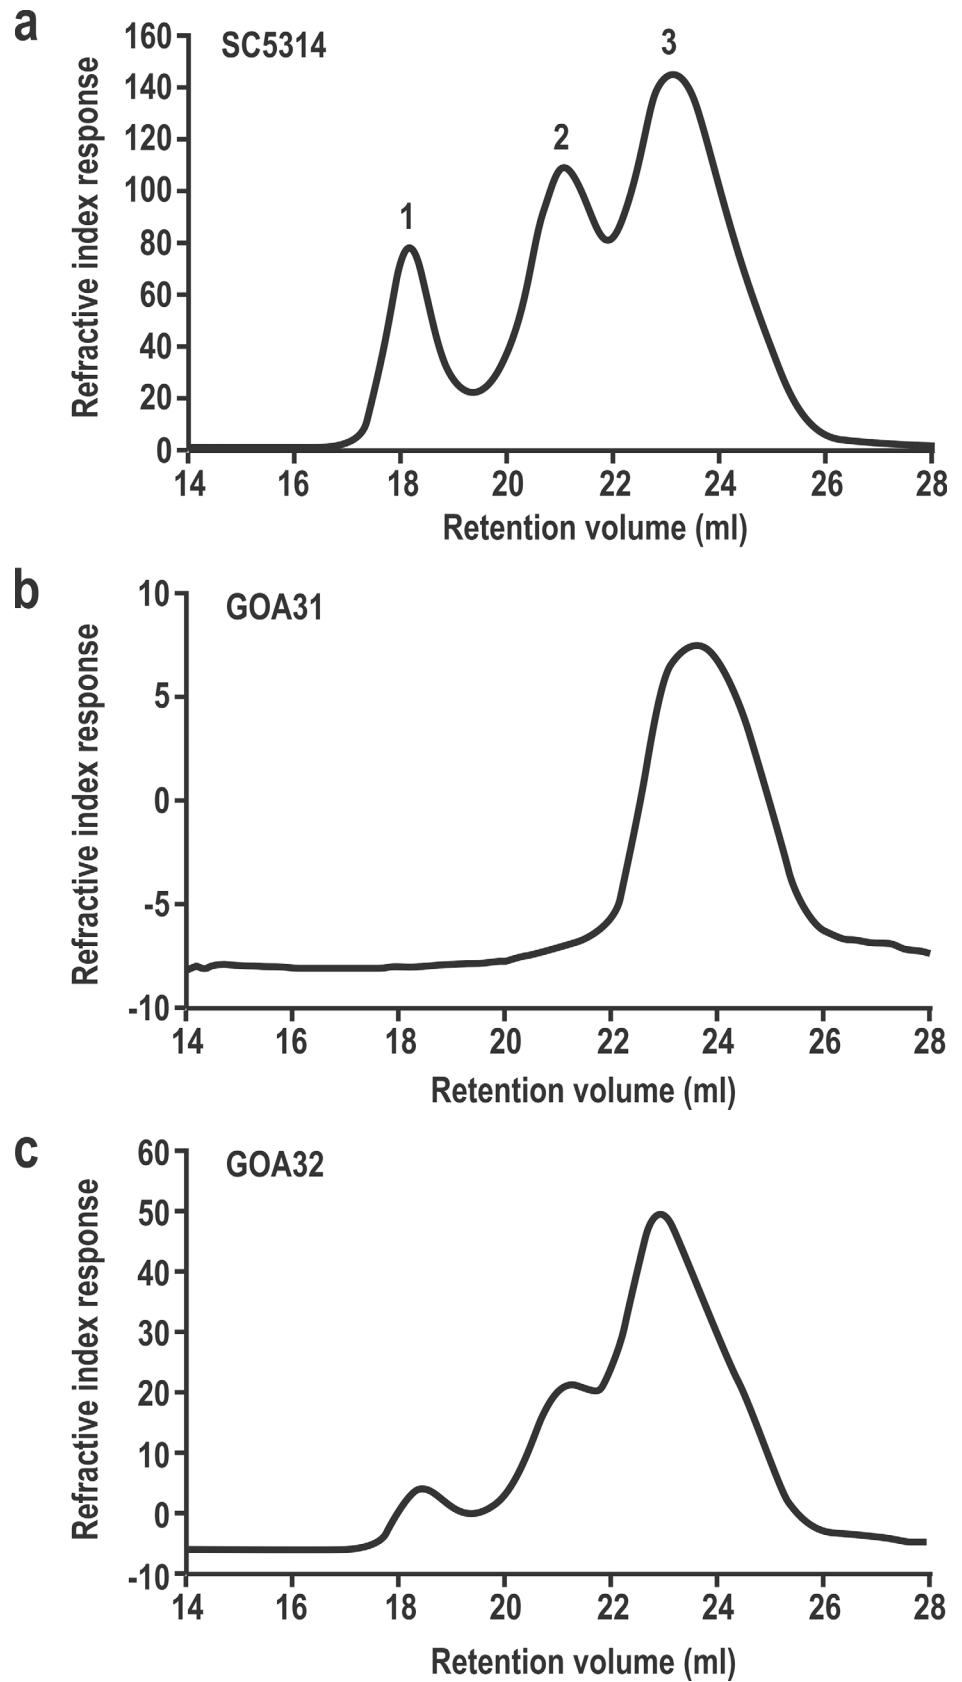 a
SC5314
Refractive index response
160
140
120
100
80
60
40
20
0
1
2
3
14 16 18 20 22 24 26 28
Retention volume (ml)
b
GOA31
Refractive index response
10
5
0
-5
-10
14 16 18 20 22 24 26 28
Retention volume (ml)
c
GOA32
Refractive index response
60
50
40
30
20
10
0
-10
14 16 18 20 22 24 26 28
Retention volume (ml)